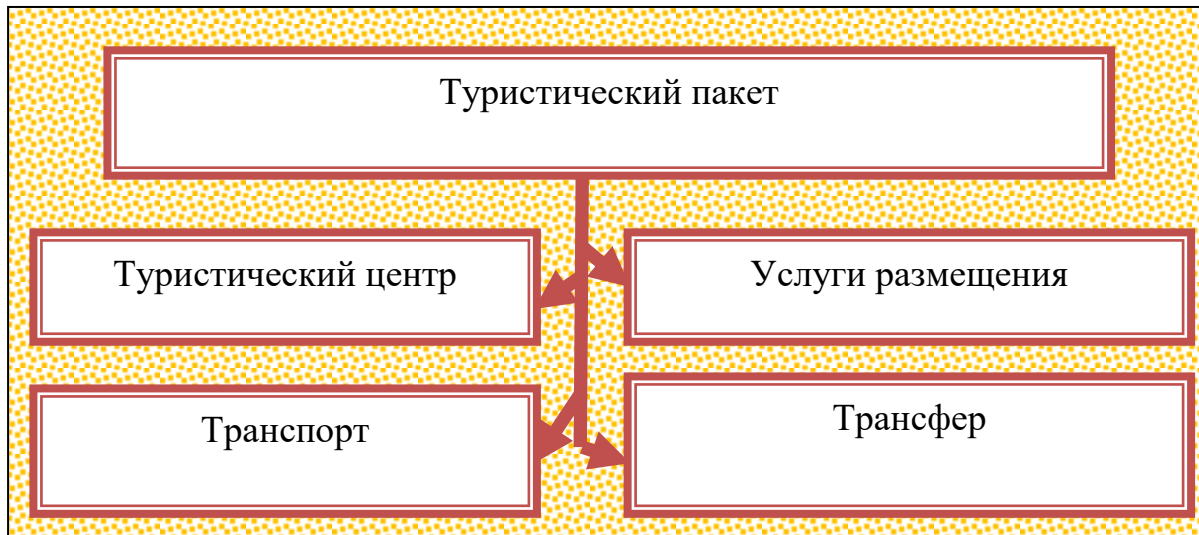 Туристический пакет
Туристический центр
Услуги размещения
Транспорт
Трансфер